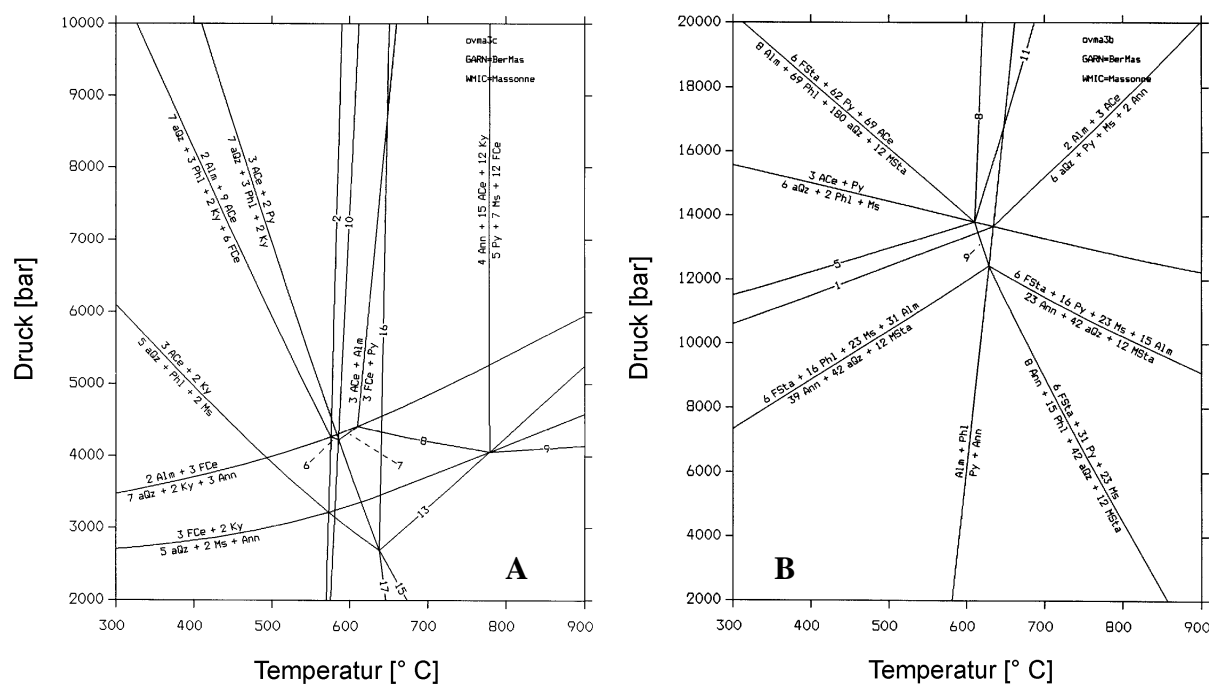 10000
9000
8000
7000
6000
5000
4000
3000
2000
300
400
500
600
700
800
900
Druck [bar]
Temperatur [° C]
ovma3c
GARN=BerMas
WMIC=Massonne
2 Alm + 9 ACe
7 aQz + 3 Phl + 2 Ky + 6 FCe
3 ACe + 2 Py
7 aQz + 3 Phl + 2 Ky
2
10
4 Ann + 15 ACe + 12 Ky
5 Py + 7 Ms + 12 FCe
3 ACe + 2 Ky
5 aQz + Phl + 2 Ms
3 ACe + Alm
3 FCe + Py
16
2 Alm + 3 FCe
7 aQz + 2 Ky + 3 Ann
6
7
8
9
3 FCe + 2 Ky
5 aQz + 2 Ms + Ann
13
17
15
A
20000
18000
16000
14000
12000
10000
8000
6000
4000
2000
300
400
500
600
700
800
900
Druck [bar]
Temperatur [° C]
ovma3b
GARN=BerMas
WMIC=Massonne
6 FSta + 62 Py + 69 ACe
8 Alm + 69 Phl + 180 aQz + 12 MSta
8
11
2 Alm + 3 ACe
6 aQz + Py + Ms + 2 Ann
3 ACe + Py
6 aQz + 2 Phl + Ms
5
1
9
6 FSta + 16 Phl + 23 Ms + 31 Alm
39 Ann + 42 aQz + 12 MSta
6 FSta + 16 Py + 23 Ms + 15 Alm
23 Ann + 42 aQz + 12 MSta
Alm + Phl
Py + Ann
6 FSta + 31 Py + 23 Ms
8 Ann + 15 Phl + 42 aQz + 12 MSta
B